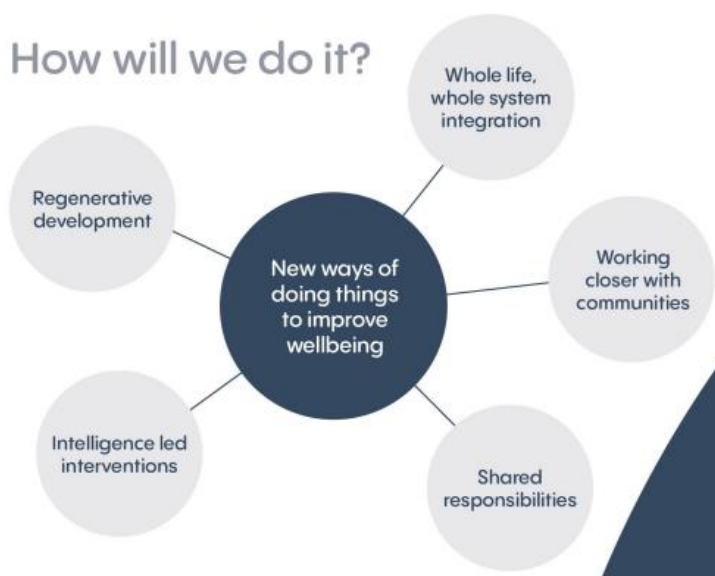 How will we do it?
Whole life,
whole system
integration
Regenerative
development
New ways of
doing things
to improve
wellbeing
Working
closer with
communities
Intelligence led
interventions
Shared
responsibilities